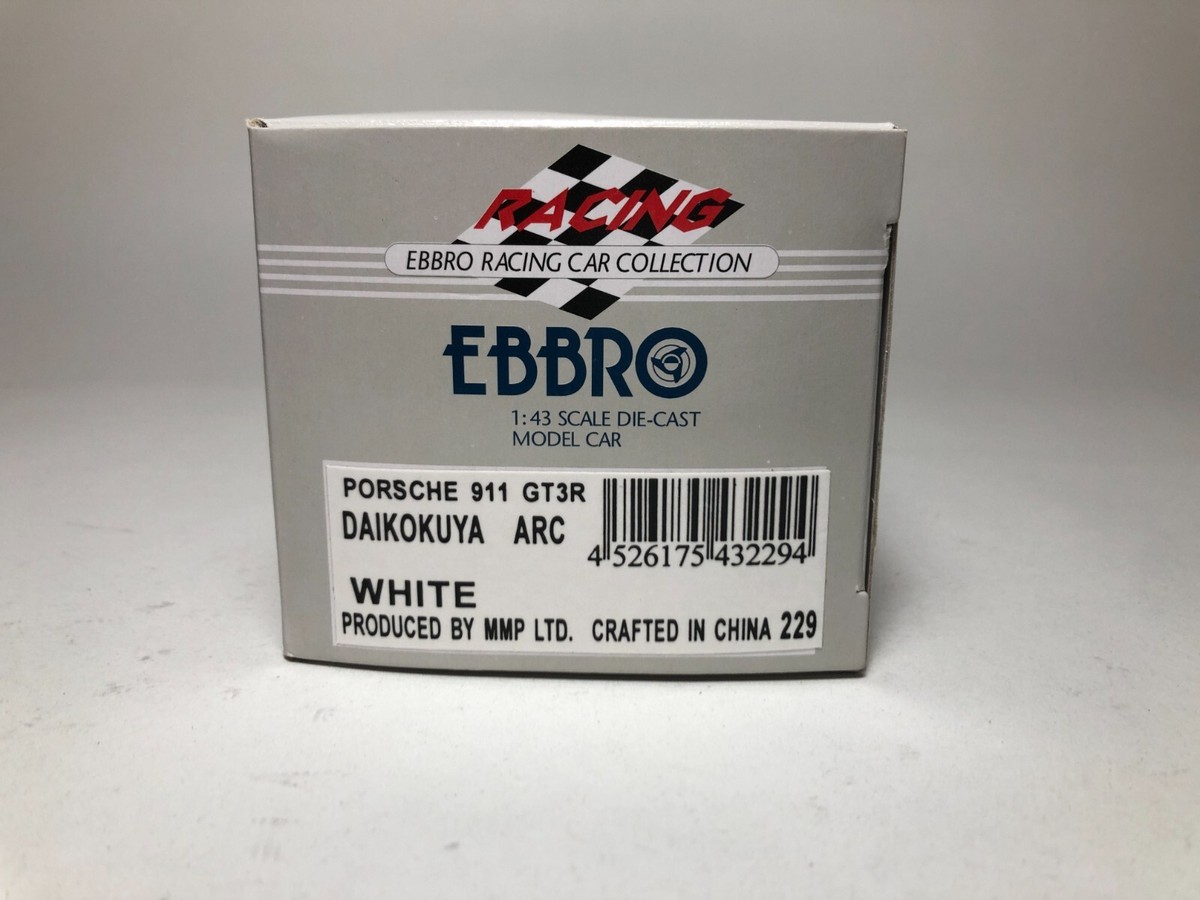 RACING
EBBRO RACING CAR COLLECTION
EBBRO
1:43 SCALE DIE-CAST
MODEL CAR
PORSCHE 911 GT3R
DAIKOKUYA ARC
4 526175 432294
WHITE
PRODUCED BY MMP LTD. CRAFTED IN CHINA 229